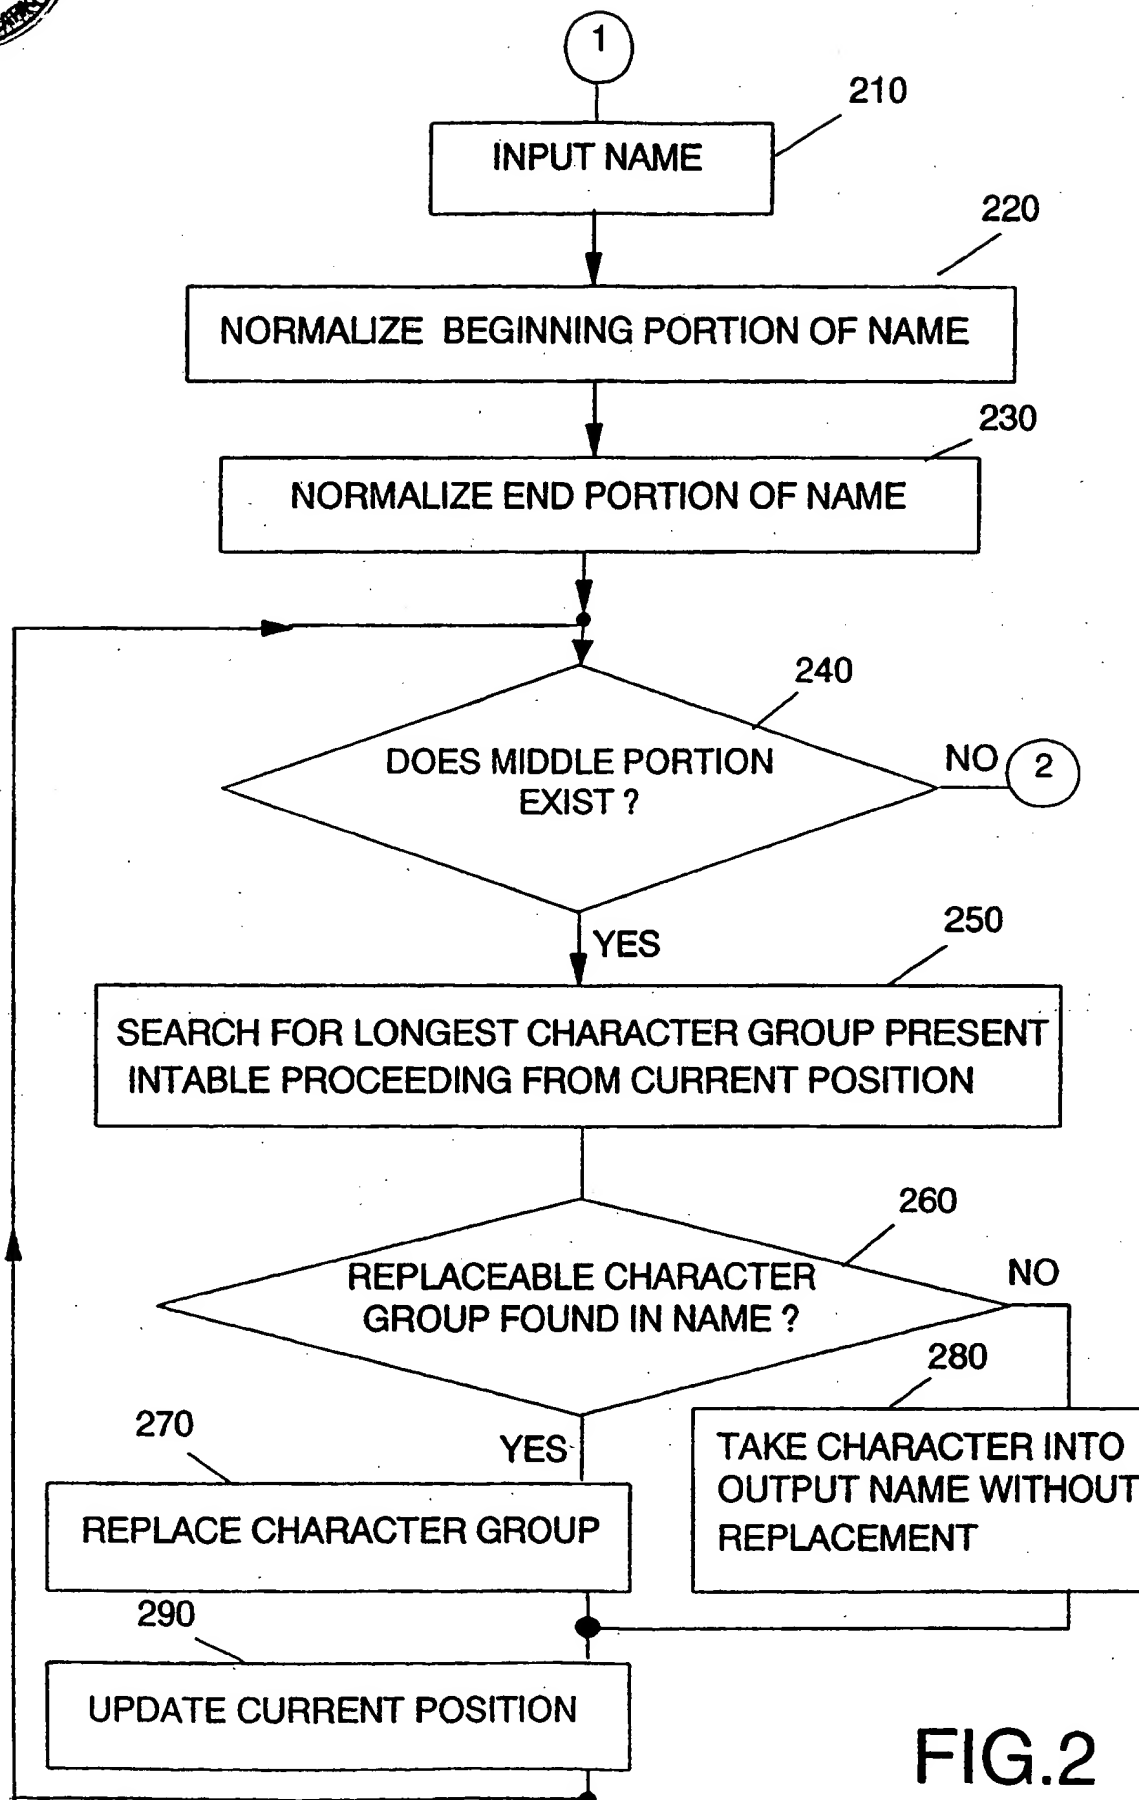 1
210
INPUT NAME
220
NORMALIZE BEGINNING PORTION OF NAME
230
NORMALIZE END PORTION OF NAME
240
DOES MIDDLE PORTION
EXIST ?
NO
2
YES
250
SEARCH FOR LONGEST CHARACTER GROUP PRESENT
INTABLE PROCEEDING FROM CURRENT POSITION
260
REPLACEABLE CHARACTER
GROUP FOUND IN NAME ?
NO
280
270
YES
TAKE CHARACTER INTO
OUTPUT NAME WITHOUT
REPLACEMENT
REPLACE CHARACTER GROUP
290
UPDATE CURRENT POSITION
FIG.2